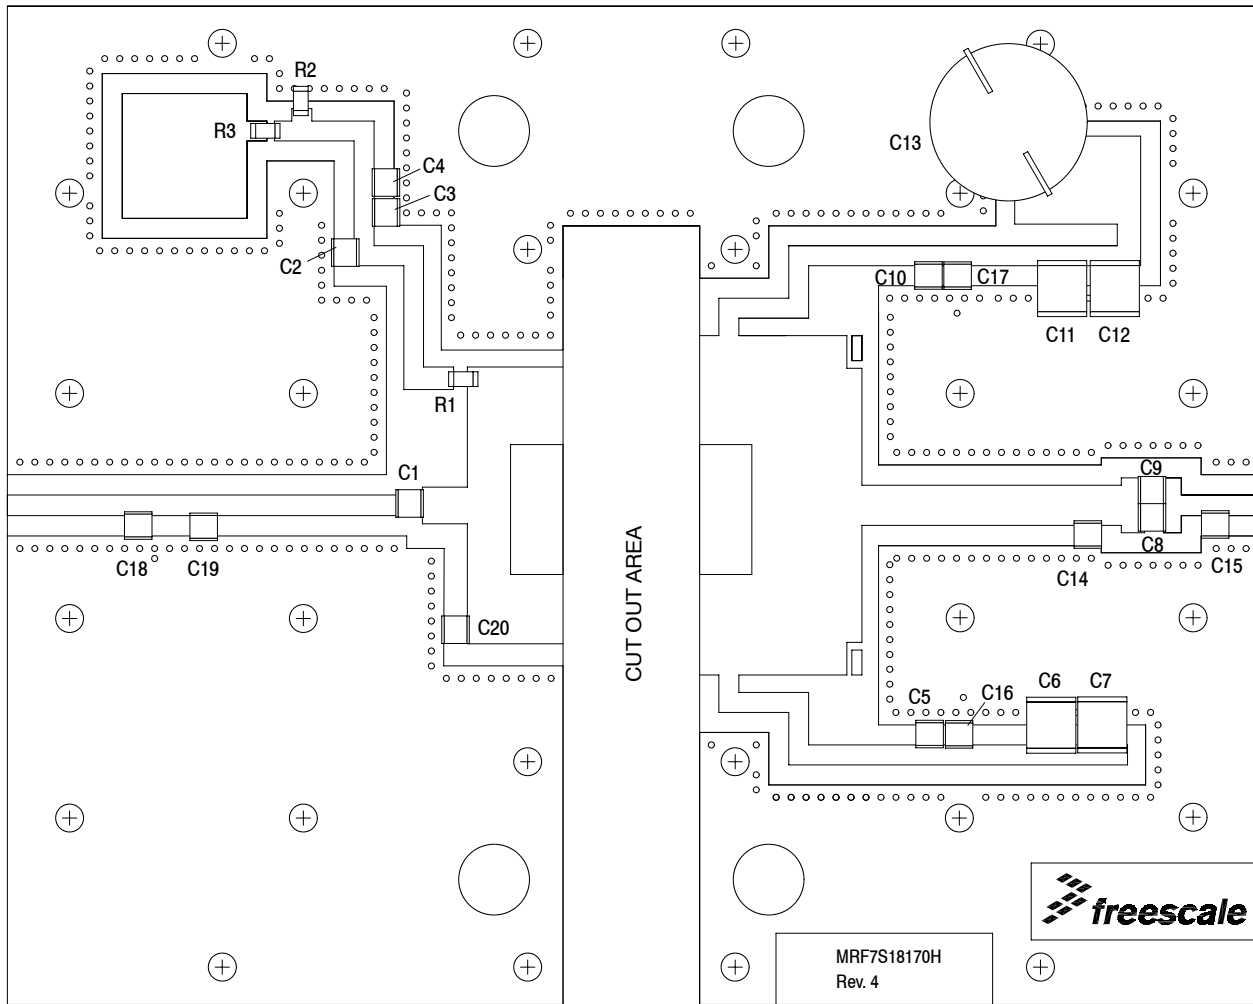 R2
R3
C4
C3
C13
C2
C10
C17
C11
C12
R1
C1
C9
C8
C18
C19
C14
C15
C20
CUT OUT AREA
C5
C16
C6
C7
freescale
MRF7S18170H
Rev. 4